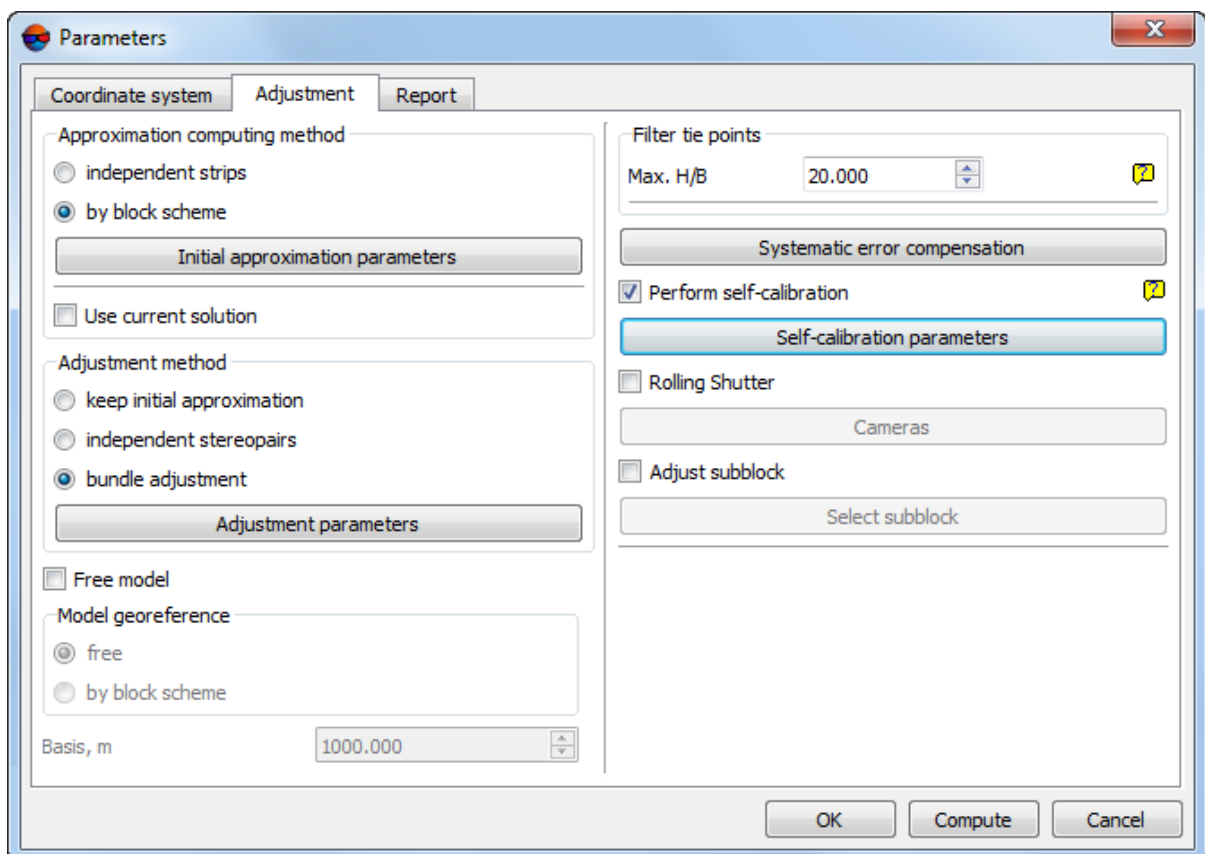 Parameters
X
Coordinate system
Adjustment
Report
Approximation computing method
independent strips
by block scheme
Initial approximation parameters
Use current solution
Adjustment method
keep initial approximation
independent stereopairs
bundle adjustment
Adjustment parameters
Free model
Model georeference
free
by block scheme
Basis, m
1000.000
Filter tie points
Max. H/B
20.000
?
Systematic error compensation
Perform self-calibration
?
Self-calibration parameters
Rolling Shutter
Cameras
Adjust subblock
Select subblock
OK
Compute
Cancel